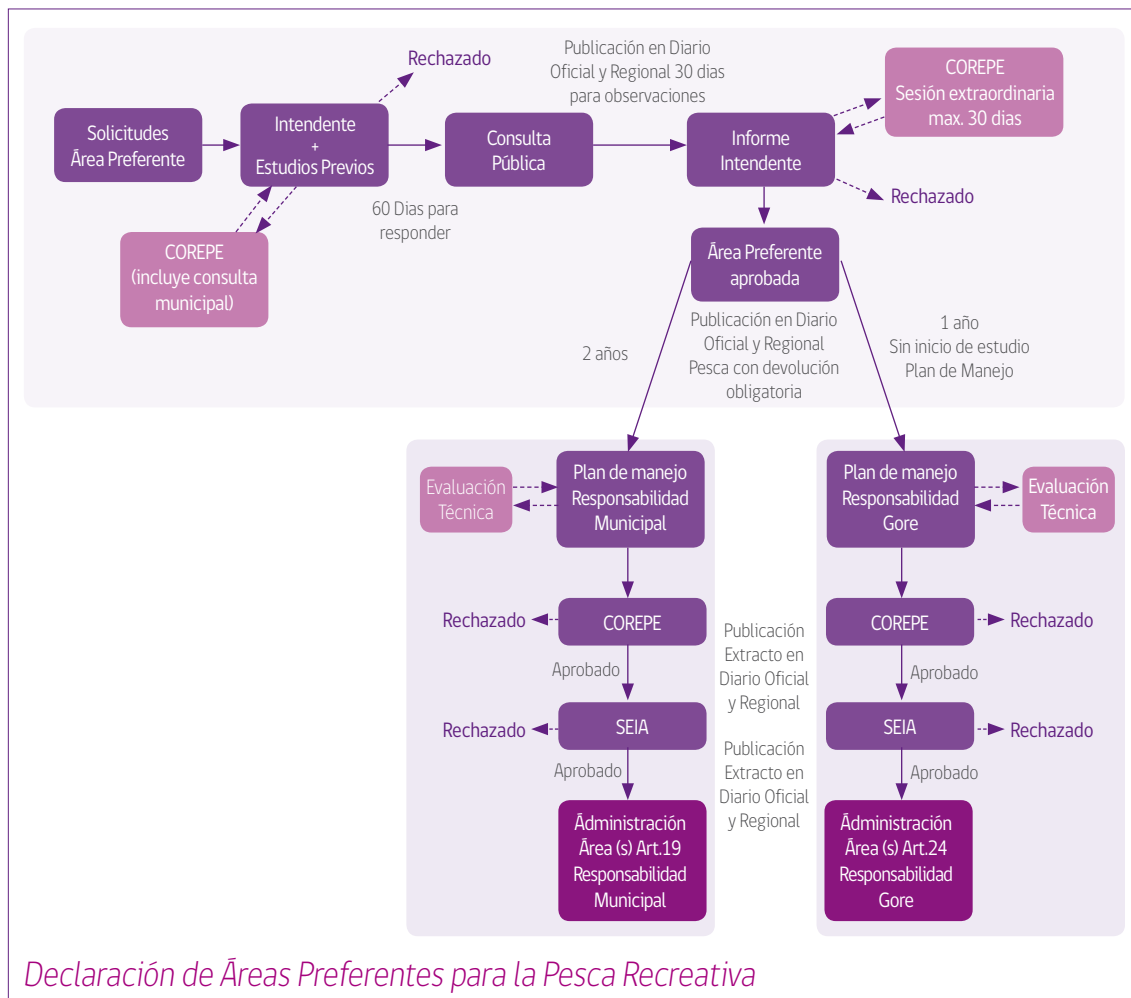 Rechazado
Publicación en Diario
Oficial y Regional 30 dias
para observaciones
COREPE
Sesión extraordinaria
max. 30 dias
Solicitudes
Área Preferente
Intendente
+
Estudios Previos
Consulta
Pública
Informe
Intendente
Rechazado
60 Dias para
responder
COREPE
(incluye consulta
municipal)
Área Preferente
aprobada
2 años
Publicación en Diario
Oficial y Regional
Pesca con devolución
obligatoria
1 año
Sin inicio de estudio
Plan de Manejo
Evaluación
Técnica
Plan de manejo
Responsabilidad
Municipal
Plan de manejo
Responsabilidad
Gore
Evaluación
Técnica
Rechazado
COREPE
Publicación
Extracto en
Diario Oficial
y Regional
COREPE
Rechazado
Aprobado
Aprobado
Rechazado
SEIA
SEIA
Rechazado
Aprobado
Publicación
Extracto en
Diario Oficial
y Regional
Aprobado
Ádministración
Área (s) Art.19
Responsabilidad
Municipal
Ádministración
Área (s) Art.24
Responsabilidad
Gore
Declaración de Áreas Preferentes para la Pesca Recreativa